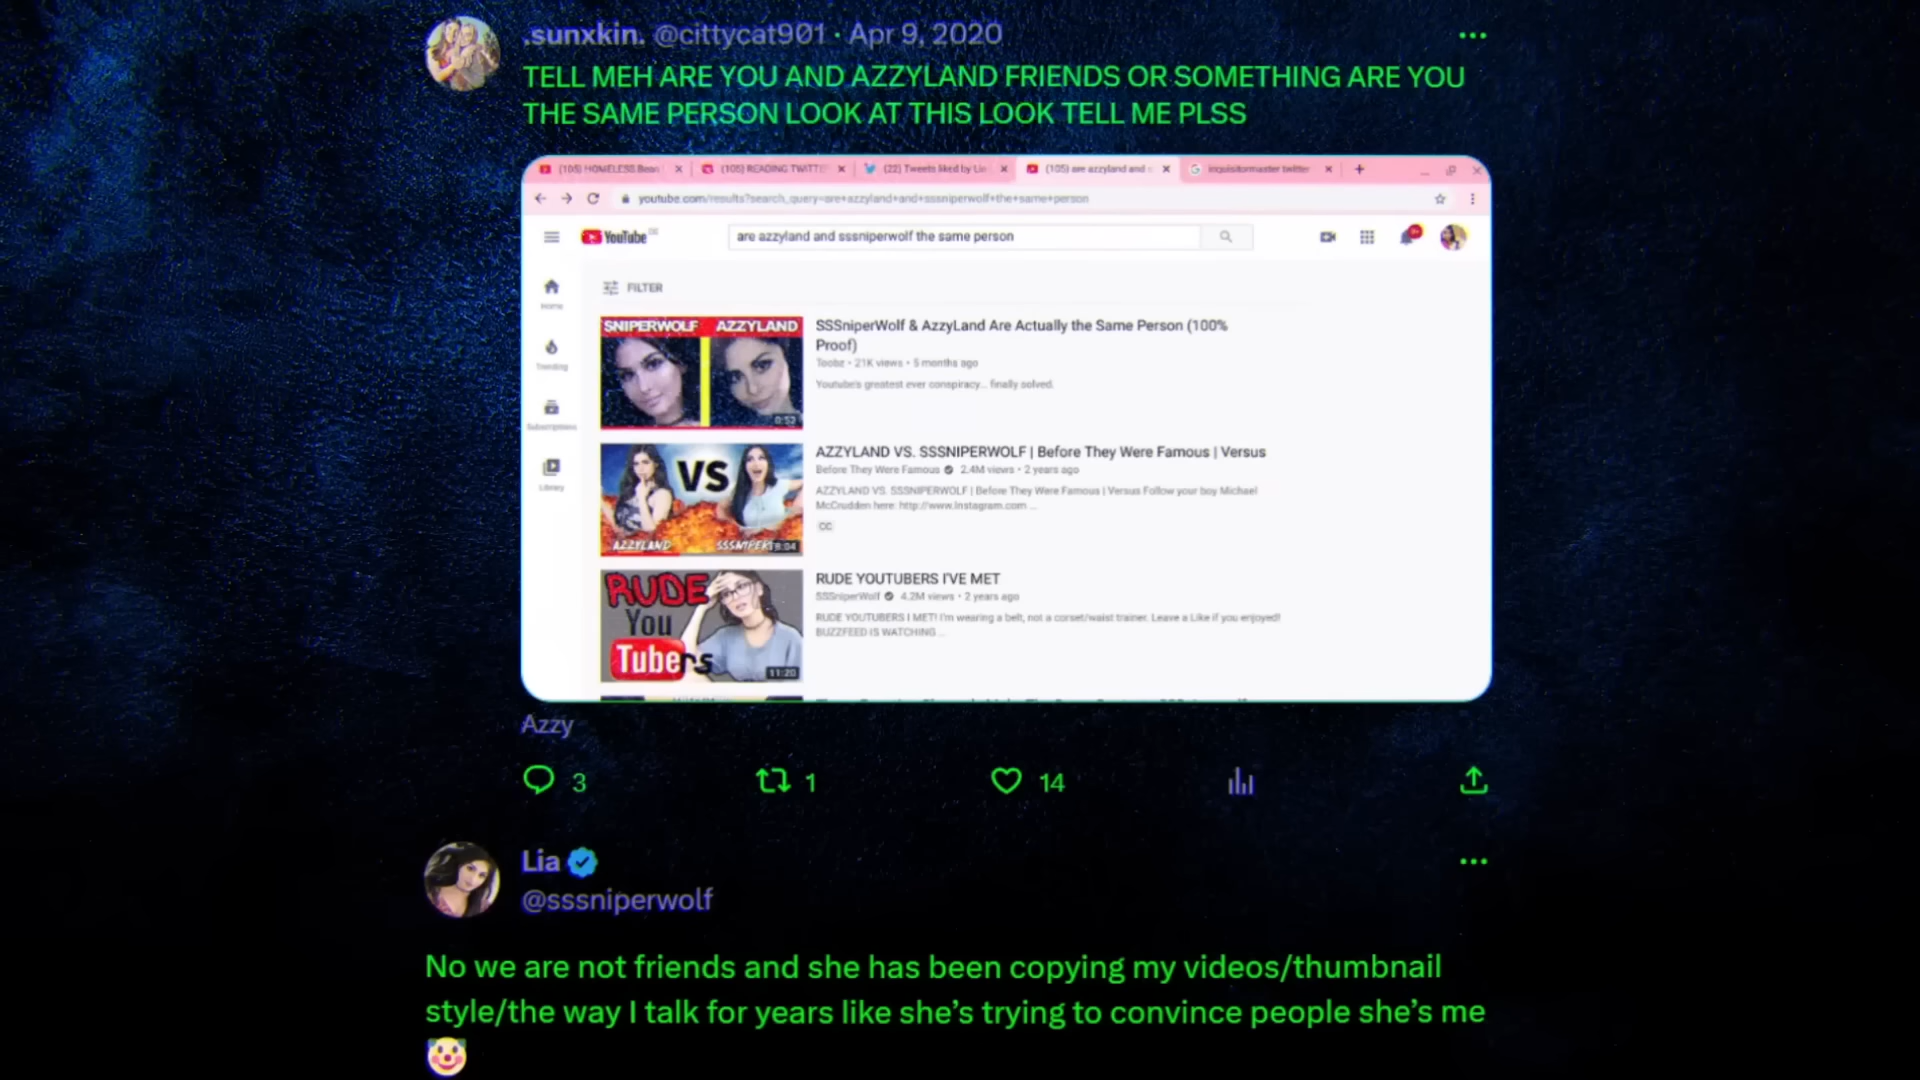 .sunxkin. @cittycat901 · Apr 9, 2020
TELL MEH ARE YOU AND AZZYLAND FRIENDS OR SOMETHING ARE YOU
THE SAME PERSON LOOK AT THIS LOOK TELL ME PLSS
(105) HOMELESS Bean
(105) READING TWITTE
(22) Tweets liked by Lia
(105) are azzyland and s
inquisitormaster twitter
youtube.com/results?search_query=are+azzyland+and+sssniperwolf+the+same+person
YouTube
are azzyland and sssniperwolf the same person
Home
FILTER
Trending
Subscriptions
Library
SNIPERWOLF AZZYLAND
0:53
SSSniperWolf & AzzyLand Are Actually the Same Person (100%
Proof)
Toobz • 21K views • 5 months ago
Youtube's greatest ever conspiracy... finally solved.
VS
AZZYLAND
AZZYLAND VS. SSSNIPERWOLF | Before They Were Famous | Versus
Before They Were Famous 2.4M views • 2 years ago
AZZYLAND VS. SSSNIPERWOLF | Before They Were Famous | Versus Follow your boy Michael
McCrudden here: http://www.instagram.com ...
CC
RUDE
You
Tubers
11:20
RUDE YOUTUBERS I'VE MET
SSSniperWolf 4.2M views • 2 years ago
RUDE YOUTUBERS I MET! I'm wearing a belt, not a corset/waist trainer. Leave a Like if you enjoyed!
BUZZFEED IS WATCHING ...
Azzy
3 1 14
Lia
@sssniperwolf
No we are not friends and she has been copying my videos/thumbnail
style/the way I talk for years like she's trying to convince people she's me
🤡